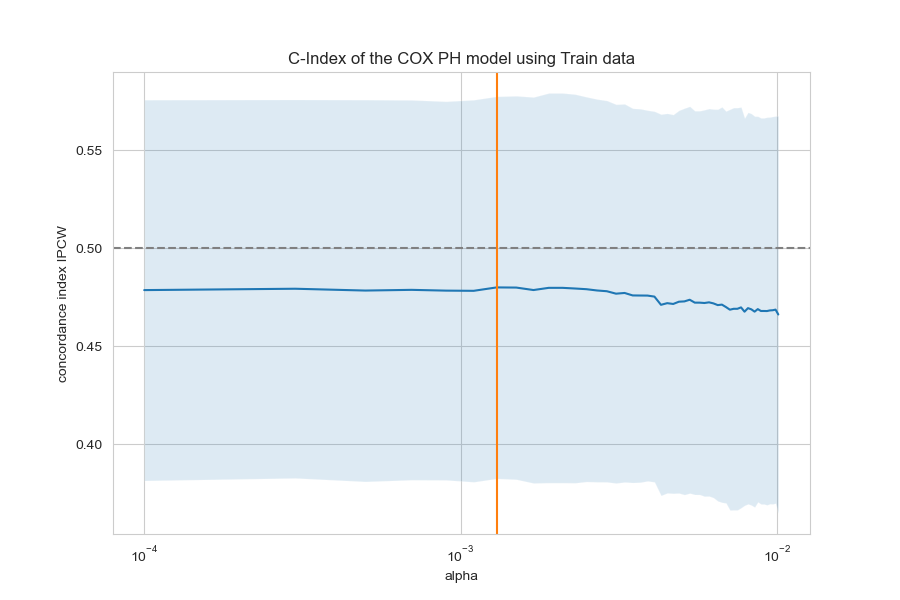 C-Index of the COX PH model using Train data
concordance index IPCW
0.55
0.50
0.45
0.40
10⁻⁴
10⁻³
10⁻²
alpha